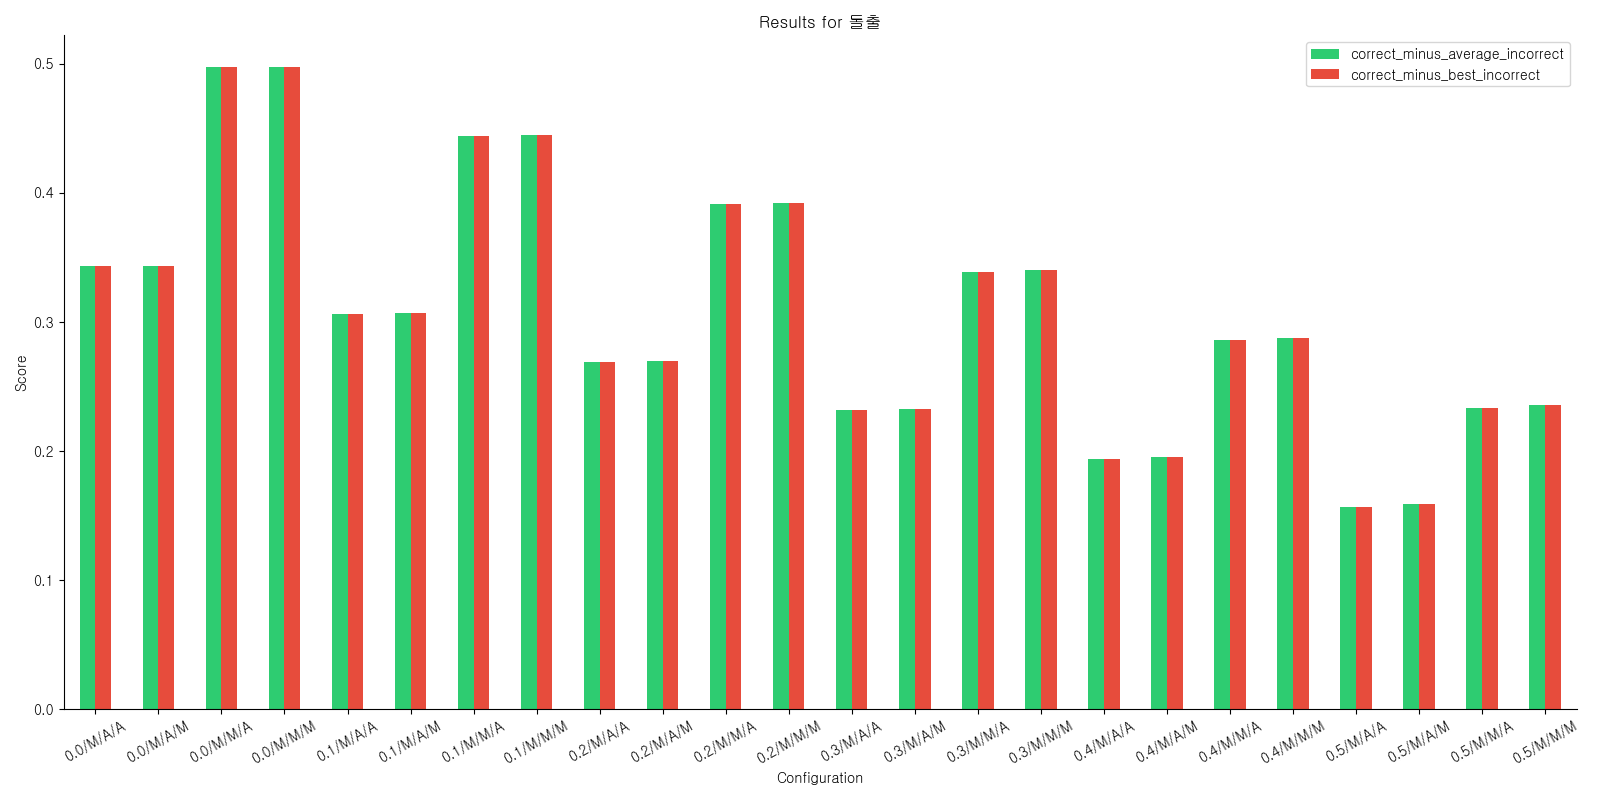 Results for 돌출
correct_minus_average_incorrect
correct_minus_best_incorrect
Score
0.5
0.4
0.3
0.2
0.1
0.0
0.0/M/A/A
0.0/M/A/M
0.0/M/M/A
0.0/M/M/M
0.1/M/A/A
0.1/M/A/M
0.1/M/M/A
0.1/M/M/M
0.2/M/A/A
0.2/M/A/M
0.2/M/M/A
0.2/M/M/M
0.3/M/A/A
0.3/M/A/M
0.3/M/M/A
0.3/M/M/M
0.4/M/A/A
0.4/M/A/M
0.4/M/M/A
0.4/M/M/M
0.5/M/A/A
0.5/M/A/M
0.5/M/M/A
0.5/M/M/M
Configuration